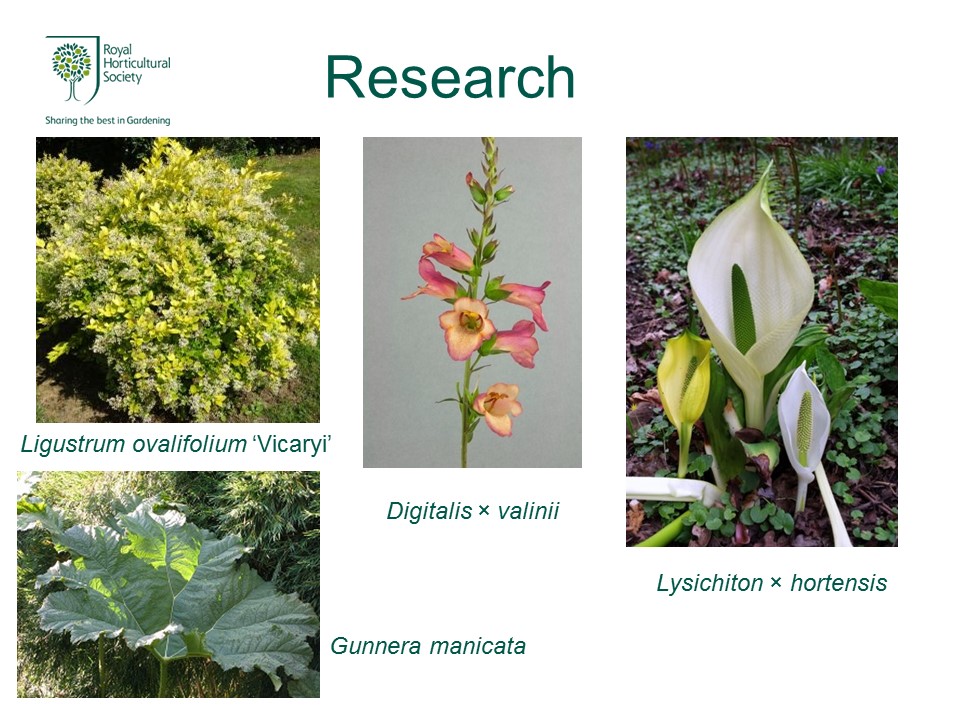 Royal
Horticultural
Society
Sharing the best in Gardening
Research
Ligustrum ovalifolium ‘Vicaryi’
Digitalis × valinii
Lysichiton × hortensis
Gunnera manicata